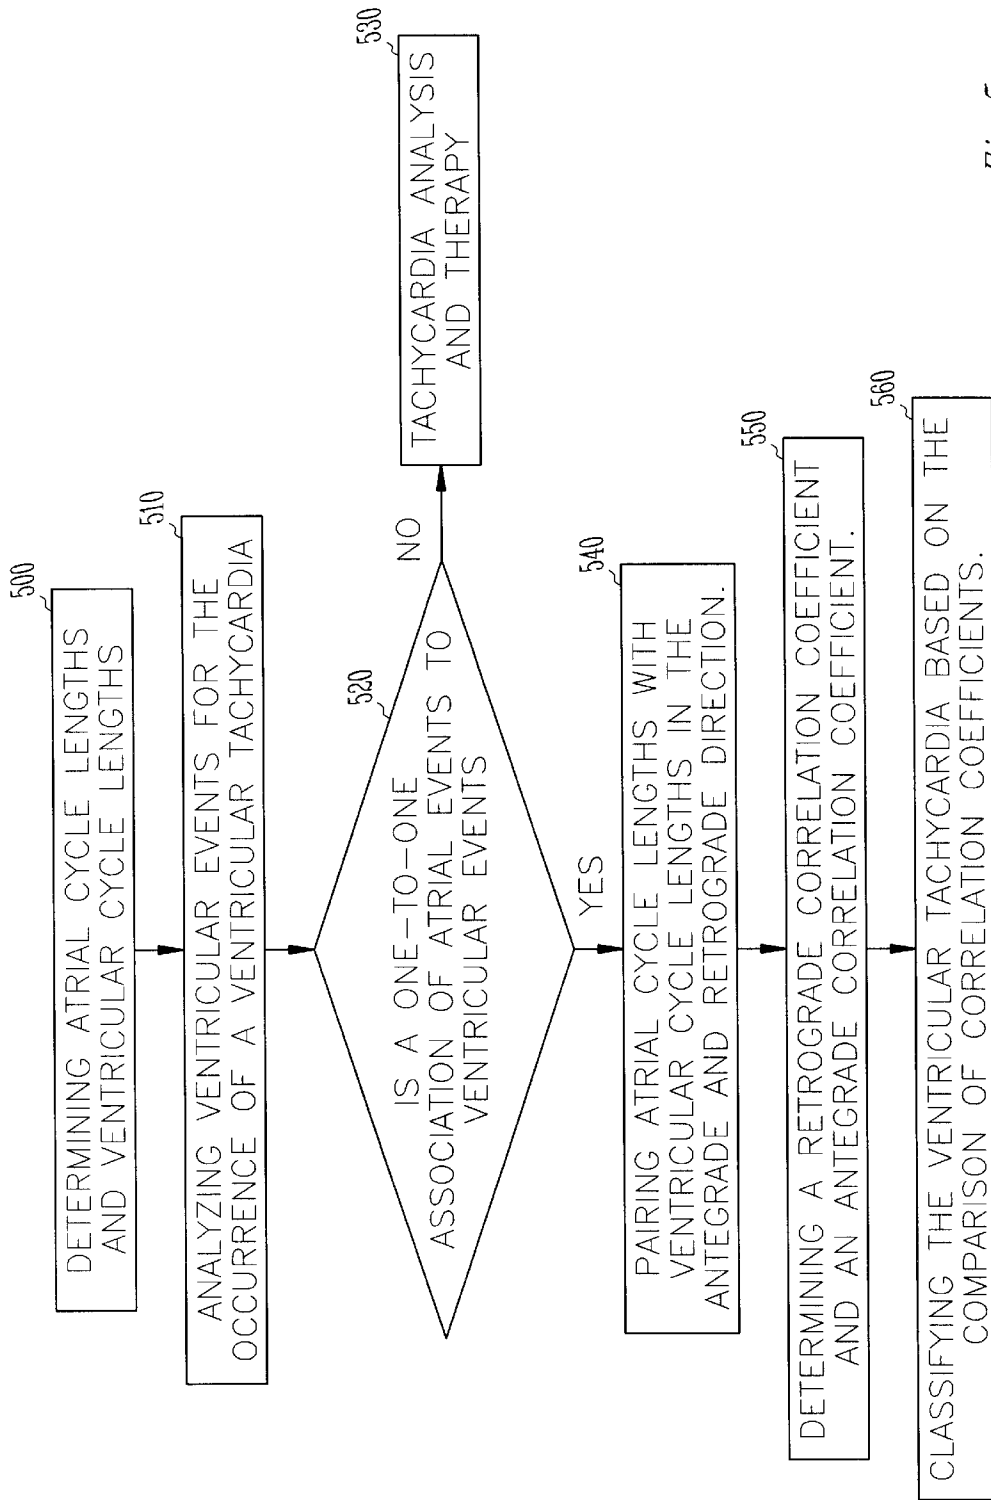 500
DETERMINING ATRIAL CYCLE LENGTHS
AND VENTRICULAR CYCLE LENGTHS
510
ANALYZING VENTRICULAR EVENTS FOR THE
OCCURRENCE OF A VENTRICULAR TACHYCARDIA
520
IS A ONE-TO-ONE
ASSOCIATION OF ATRIAL EVENTS TO
VENTRICULAR EVENTS
NO
530
TACHYCARDIA ANALYSIS
AND THERAPY
YES
540
PAIRING ATRIAL CYCLE LENGTHS WITH
VENTRICULAR CYCLE LENGTHS IN THE
ANTEGRADE AND RETROGRADE DIRECTION.
550
DETERMINING A RETROGRADE CORRELATION COEFFICIENT
AND AN ANTEGRADE CORRELATION COEFFICIENT.
560
CLASSIFYING THE VENTRICULAR TACHYCARDIA BASED ON THE
COMPARISON OF CORRELATION COEFFICIENTS.